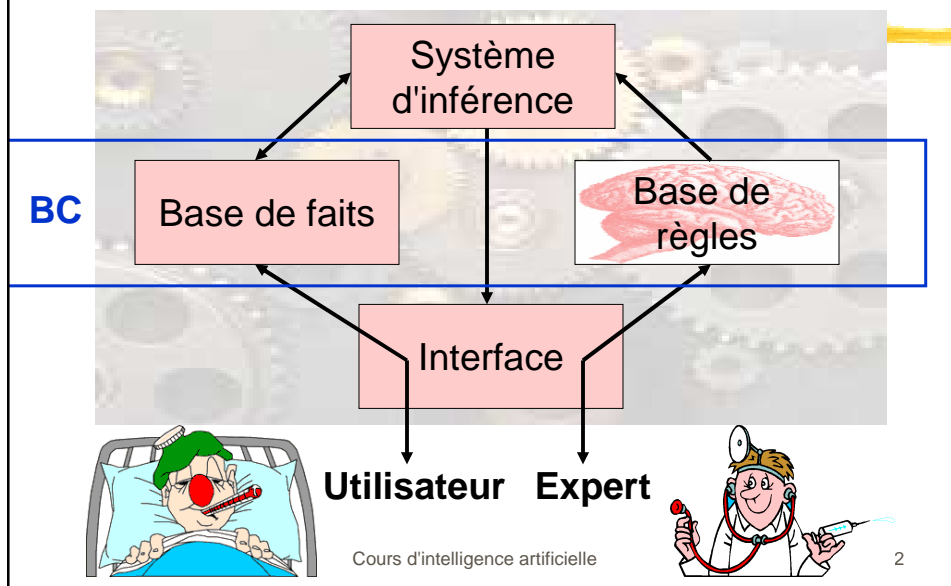 Système
d'inférence
BC
Base de faits
Base de
règles
Interface
Utilisateur Expert
Cours d'intelligence artificielle 2